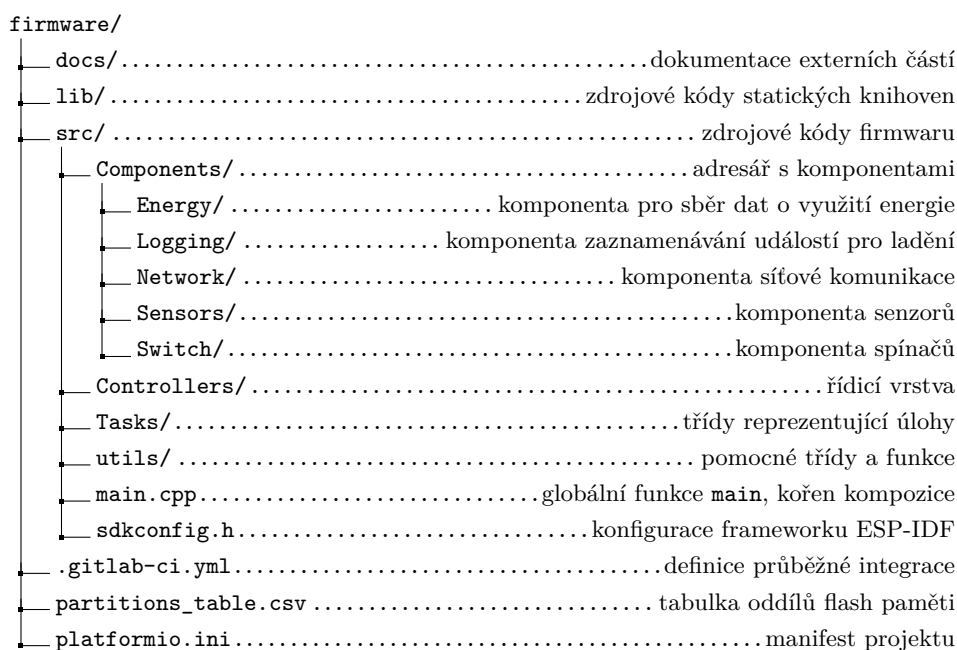 firmware/
docs/......................................................dokumentace externích částí
lib/.................................................zdrojové kódy statických knihoven
src/..............................................................zdrojové kódy firmwaru
Components/.................................................adresář s komponentami
Energy/........................komponenta pro sběr dat o využití energie
Logging/..................komponenta zaznamenávání událostí pro ladění
Network/...................................komponenta síťové komunikace
Sensors/..............................................komponenta senzorů
Switch/...............................................komponenta spínačů
Controllers/....................................................řídicí vrstva
Tasks/...............................................třídy reprezentující úlohy
utils/................................................pomocné třídy a funkce
main.cpp...............................globální funkce main, kořen kompozice
sdkconfig.h.................................konfigurace frameworku ESP-IDF
.gitlab-ci.yml........................................definice průběžné integrace
partitions_table.csv...............................tabulka oddílů flash paměti
platformio.ini..................................................manifest projektu